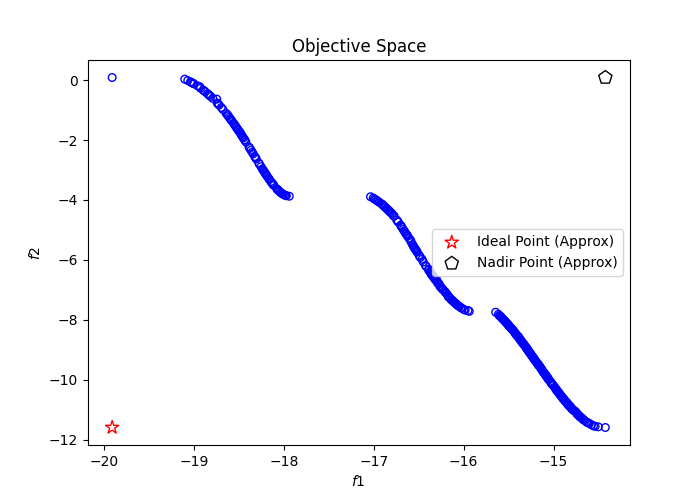 Objective Space
0
−2
−4
−6
−8
−10
−12
f2
Ideal Point (Approx)
Nadir Point (Approx)
−20
−19
−18
−17
−16
−15
f1